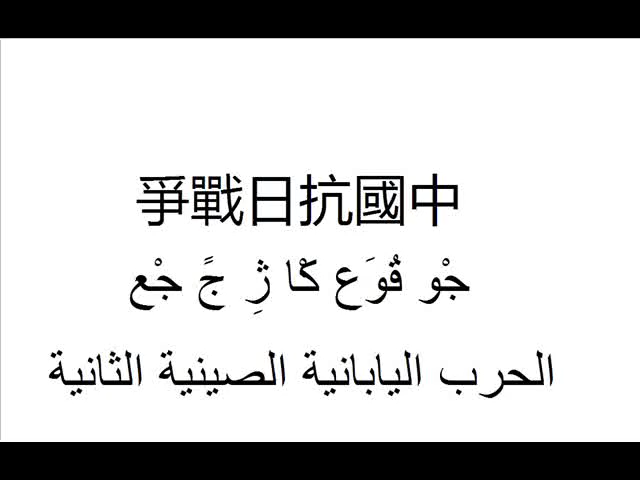 中國抗日戰爭
جْو قُوَع كْا ژِ جً جْع
الحرب اليابانية الصينية الثانية